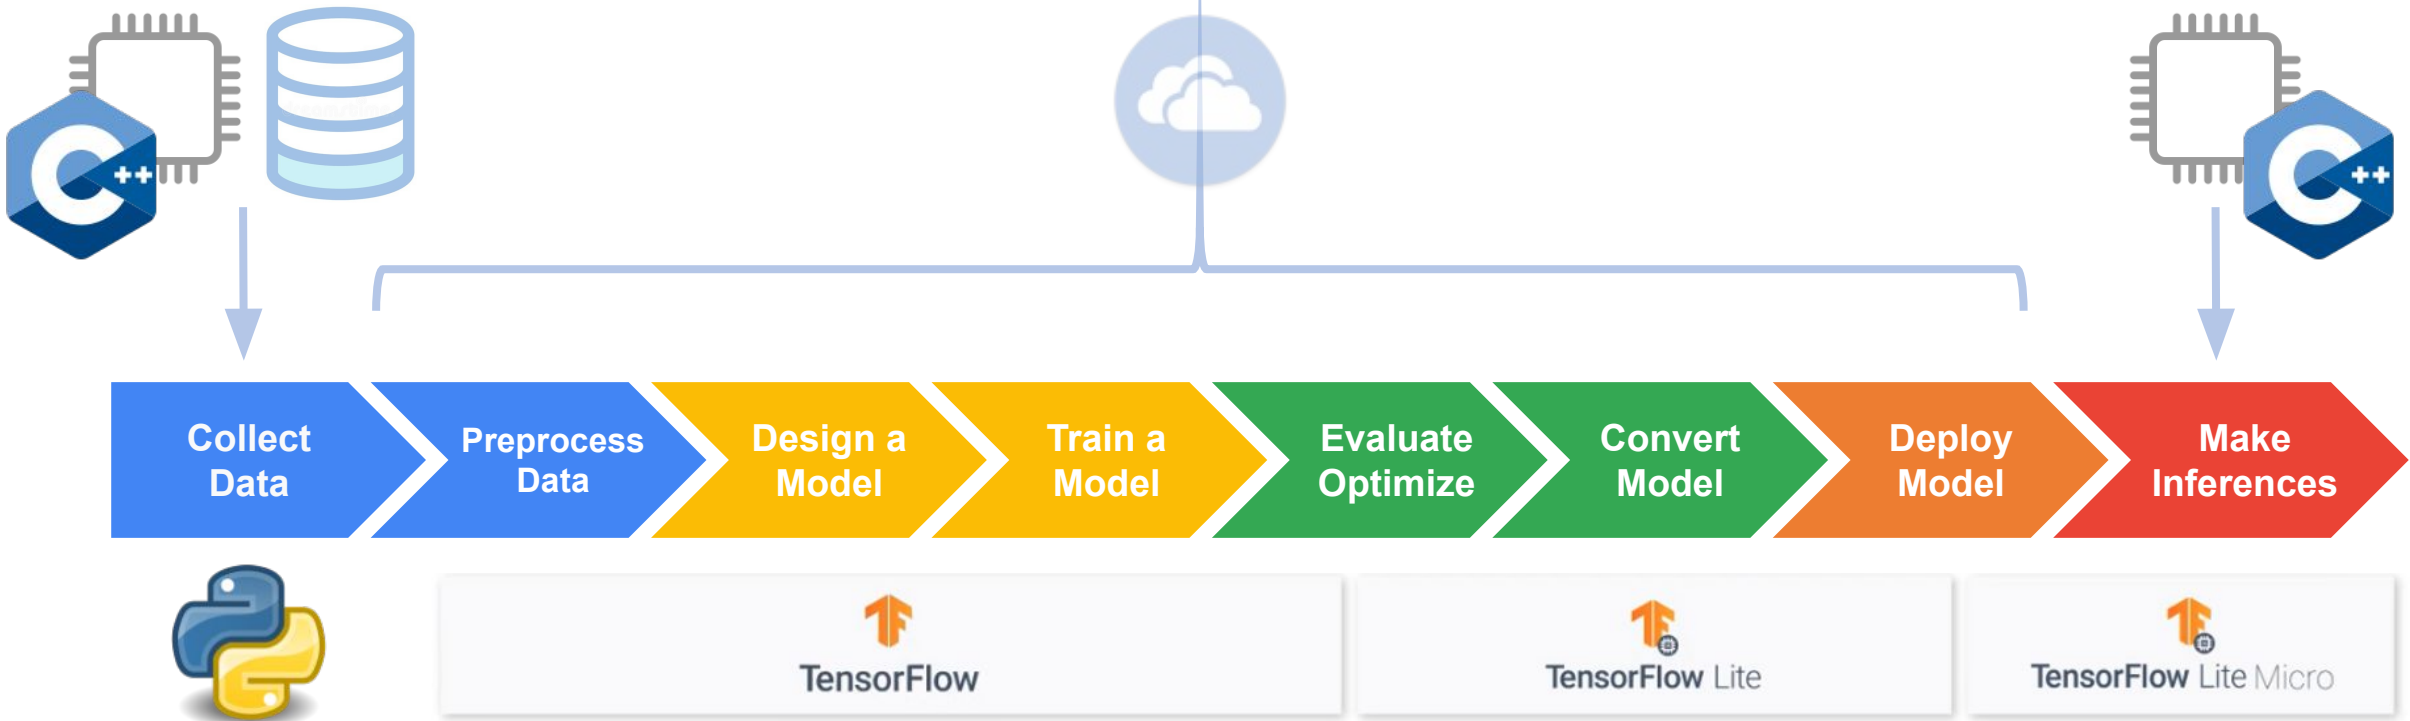 C++
C++
Collect
Data
Preprocess
Data
Design a
Model
Train a
Model
Evaluate
Optimize
Convert
Model
Deploy
Model
Make
Inferences
TensorFlow
TensorFlow Lite
TensorFlow Lite Micro